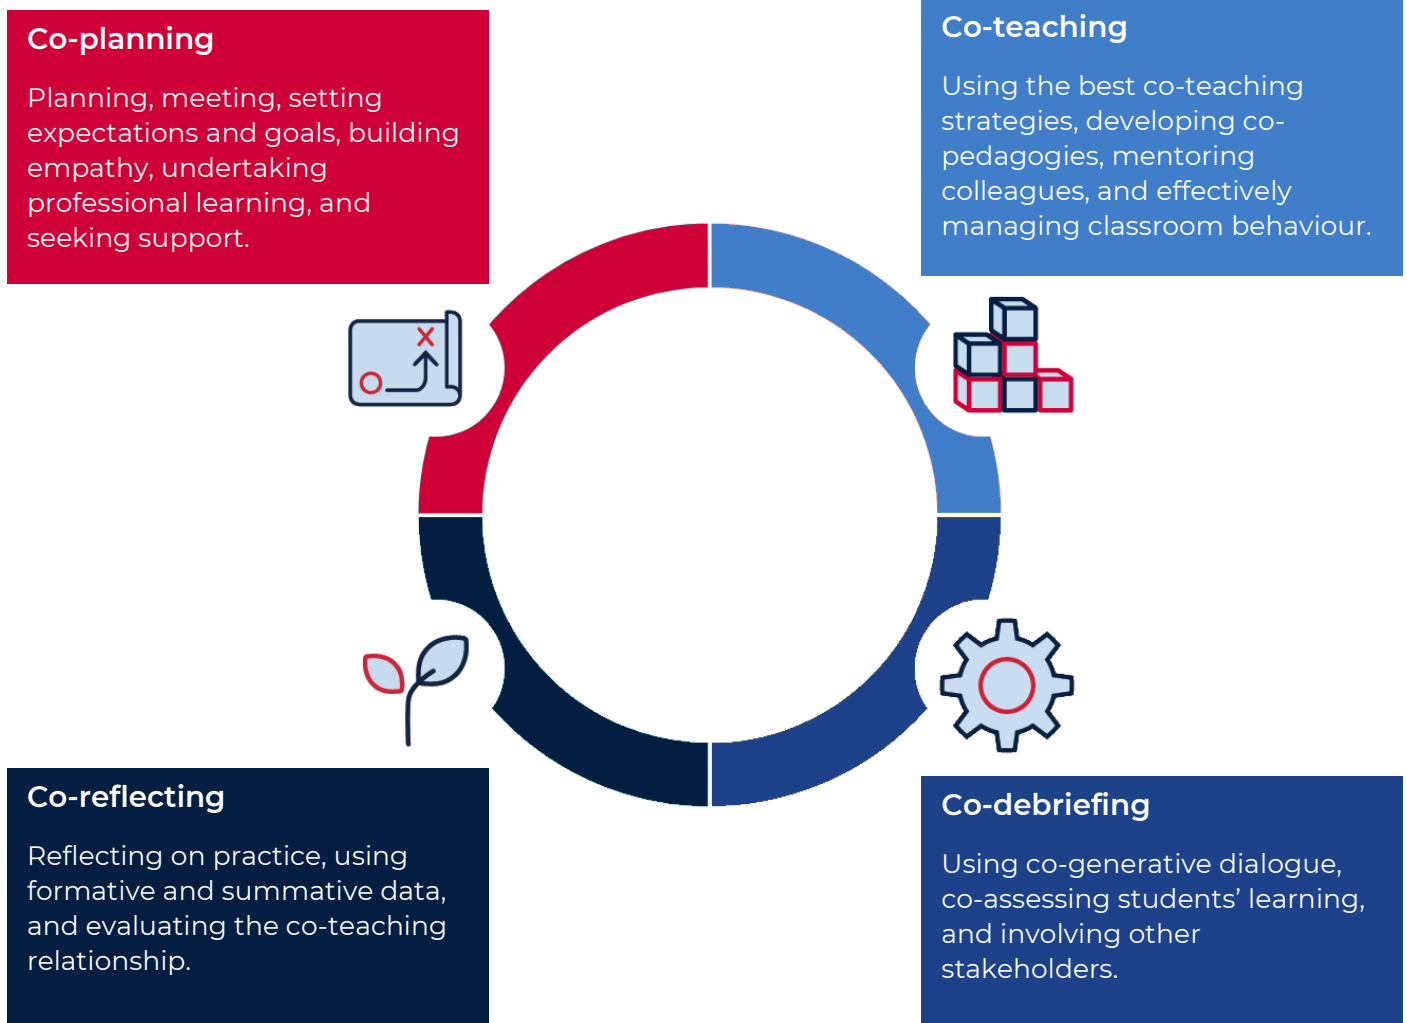 Co-planning
Planning, meeting, setting
expectations and goals, building
empathy, undertaking
professional learning, and
seeking support.
Co-teaching
Using the best co-teaching
strategies, developing co-
pedagogies, mentoring
colleagues, and effectively
managing classroom behaviour.
Co-reflecting
Reflecting on practice, using
formative and summative data,
and evaluating the co-teaching
relationship.
Co-debriefing
Using co-generative dialogue,
co-assessing students’ learning,
and involving other
stakeholders.